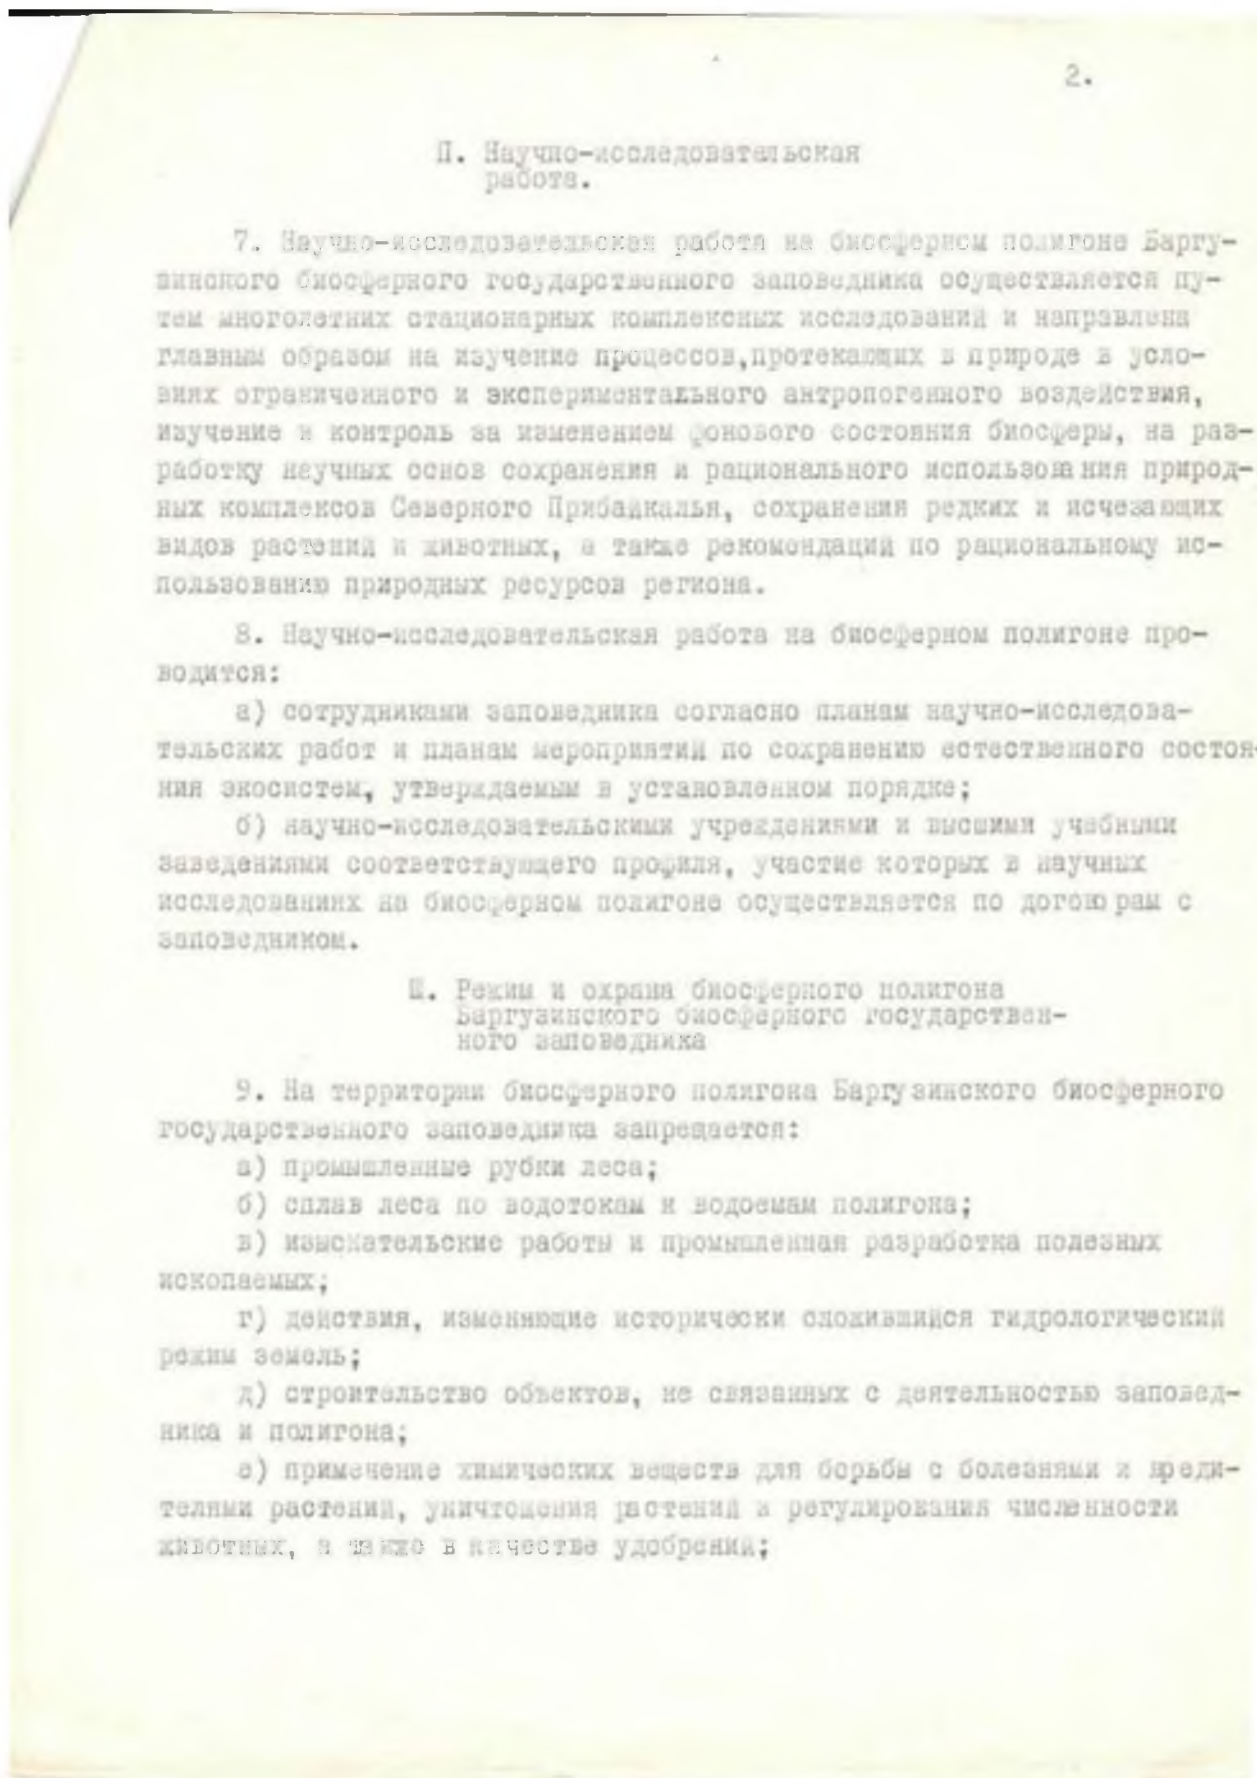 2.
П. Научно-исследовательская
работа.
7. Научно-исследовательская работа на биосферном полигоне Баргу-
зинского биосферного государственного заповедника осуществляется пу-
тем многолетних стационарных комплексных исследований и направлена
главным образом на изучение процессов,протекающих в природе в усло-
виях ограниченного и экспериментального антропогенного воздействия,
изучение и контроль за изменением фонового состояния биосферы, на раз-
работку научных основ сохранения и рационального использования природ-
ных комплексов Северного Прибайкалья, сохранения редких и исчезающих
видов растений и животных, а также рекомендаций по рациональному ис-
пользованию природных ресурсов региона.
8. Научно-исследовательская работа на биосферном полигоне про-
водится:
а) сотрудниками заповедника согласно планам научно-исследова-
тельских работ и планам мероприятий по сохранению естественного состоя-
ния экосистем, утверждаемым в установленном порядке;
б) научно-исследовательскими учреждениями и высшими учебными
заведениями соответствующего профиля, участие которых в научных
исследованиях на биосферном полигоне осуществляется по договорам с
заповедником.
Ш. Режим и охрана биосферного полигона
Баргузинского биосферного государствен-
ного заповедника
9. На территории биосферного полигона Баргузинского биосферного
государственного заповедника запрещается:
а) промышленные рубки леса;
б) сплав леса по водотокам и водоемам полигона;
в) изыскательские работы и промышленная разработка полезных
ископаемых;
г) действия, изменяющие исторически сложившийся гидрологический
режим земель;
д) строительство объектов, не связанных с деятельностью заповед-
ника и полигона;
е) применение химических веществ для борьбы с болезнями и вреди-
телями растений, уничтожения растений и регулирования численности
животных, а также в качестве удобрений;